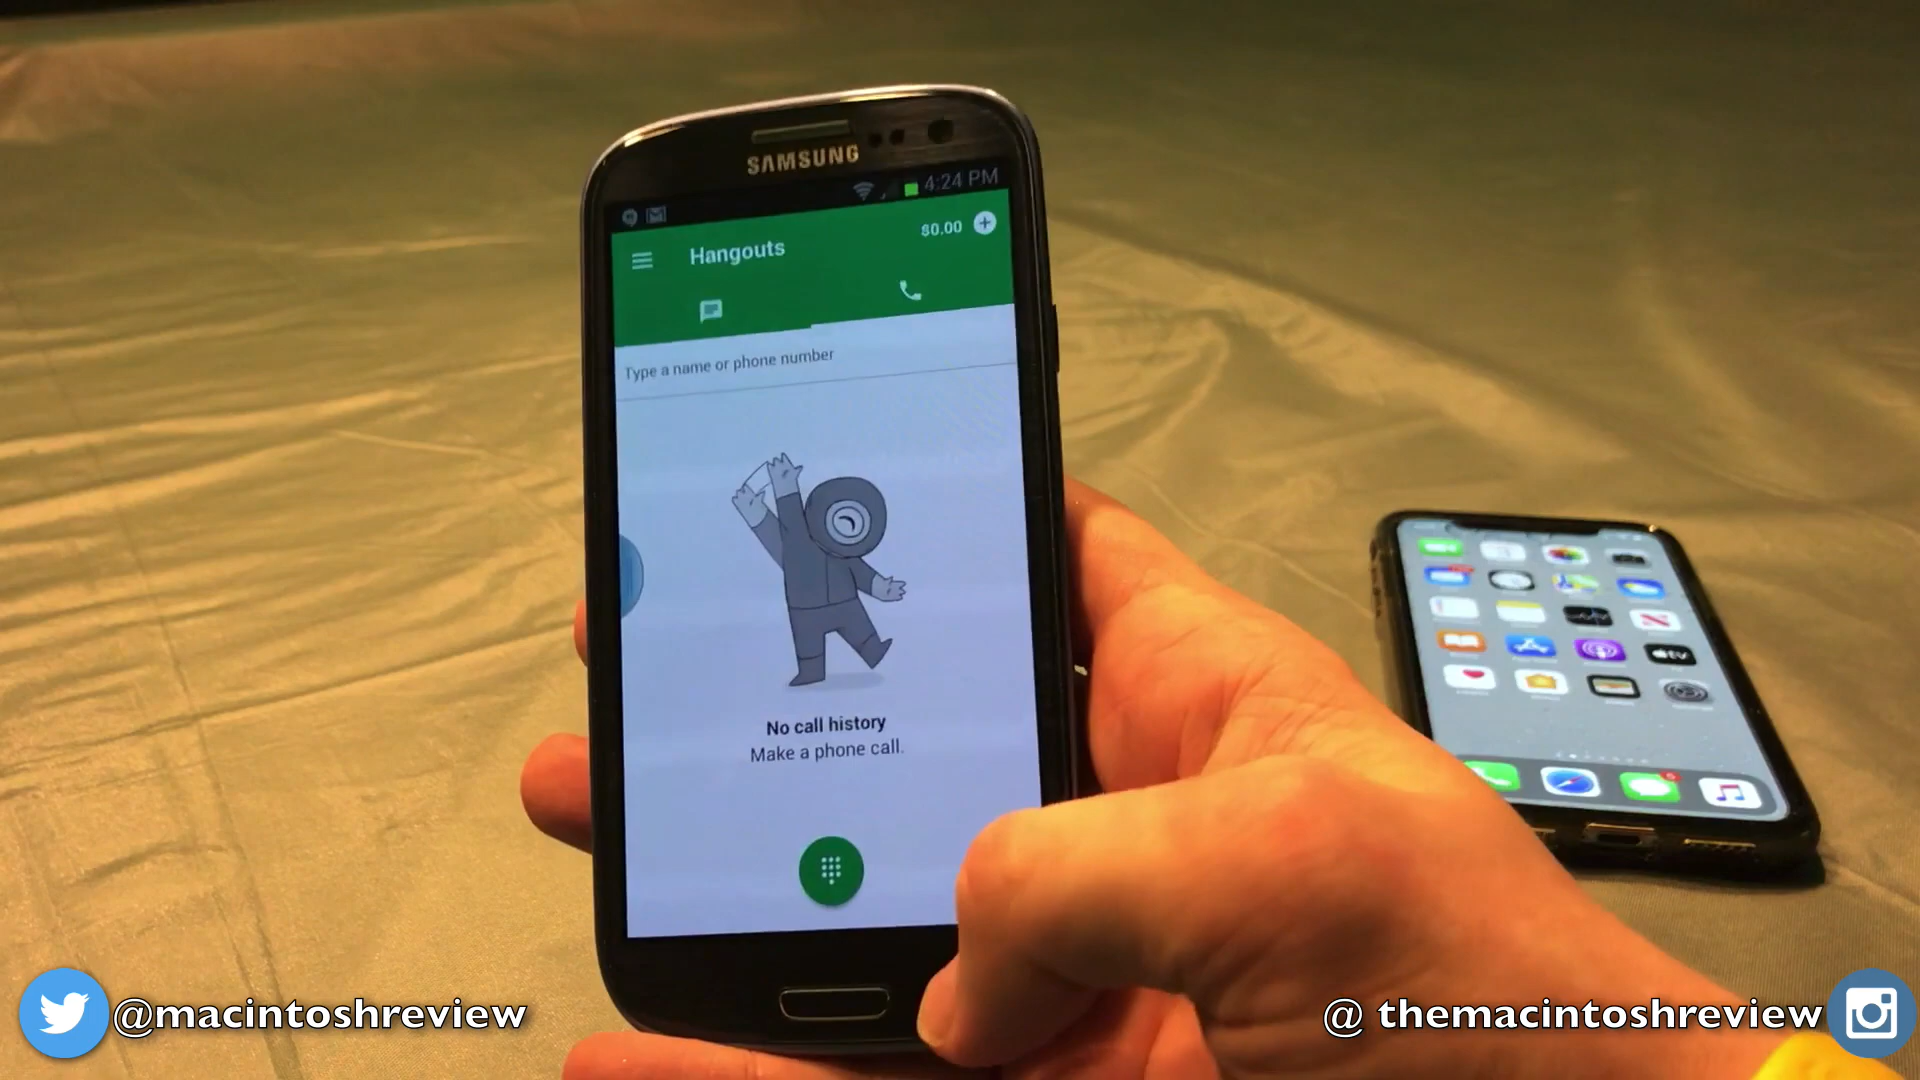 SAMSUNG
4:24 PM
Hangouts
$0.00
Type a name or phone number
No call history
Make a phone call.
@macintoshreview
@ themacintoshreview